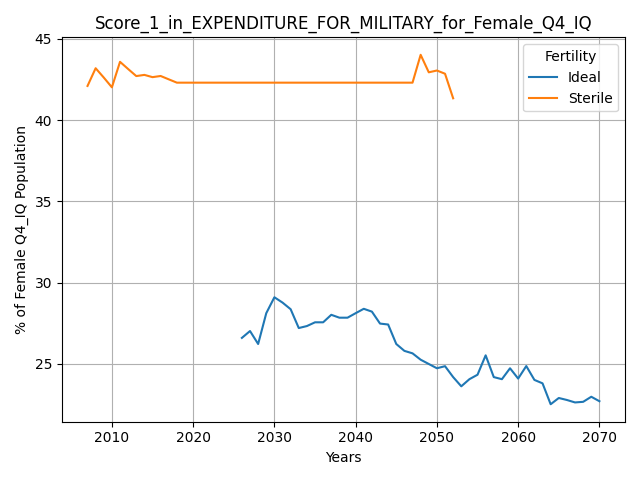 Score_1_in_EXPENDITURE_FOR_MILITARY_for_Female_Q4_IQ
% of Female Q4_IQ Population
45
40
35
30
25
Fertility
Ideal
Sterile
2010 2020 2030 2040 2050 2060 2070
Years